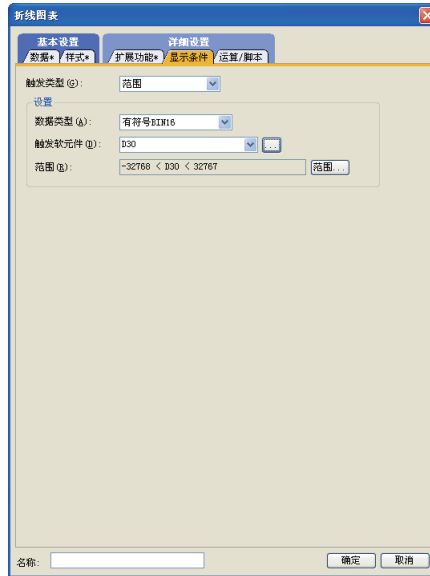 折线图表
基本设置 详细设置
数据* 样式* 扩展功能* 显示条件 运算/脚本
触发类型(G): 范围
设置
数据类型(A): 有符号BIN16
触发软元件(D): D30 ...
范围(R): -32768 < D30 < 32767 范围...
名称: 确定 取消